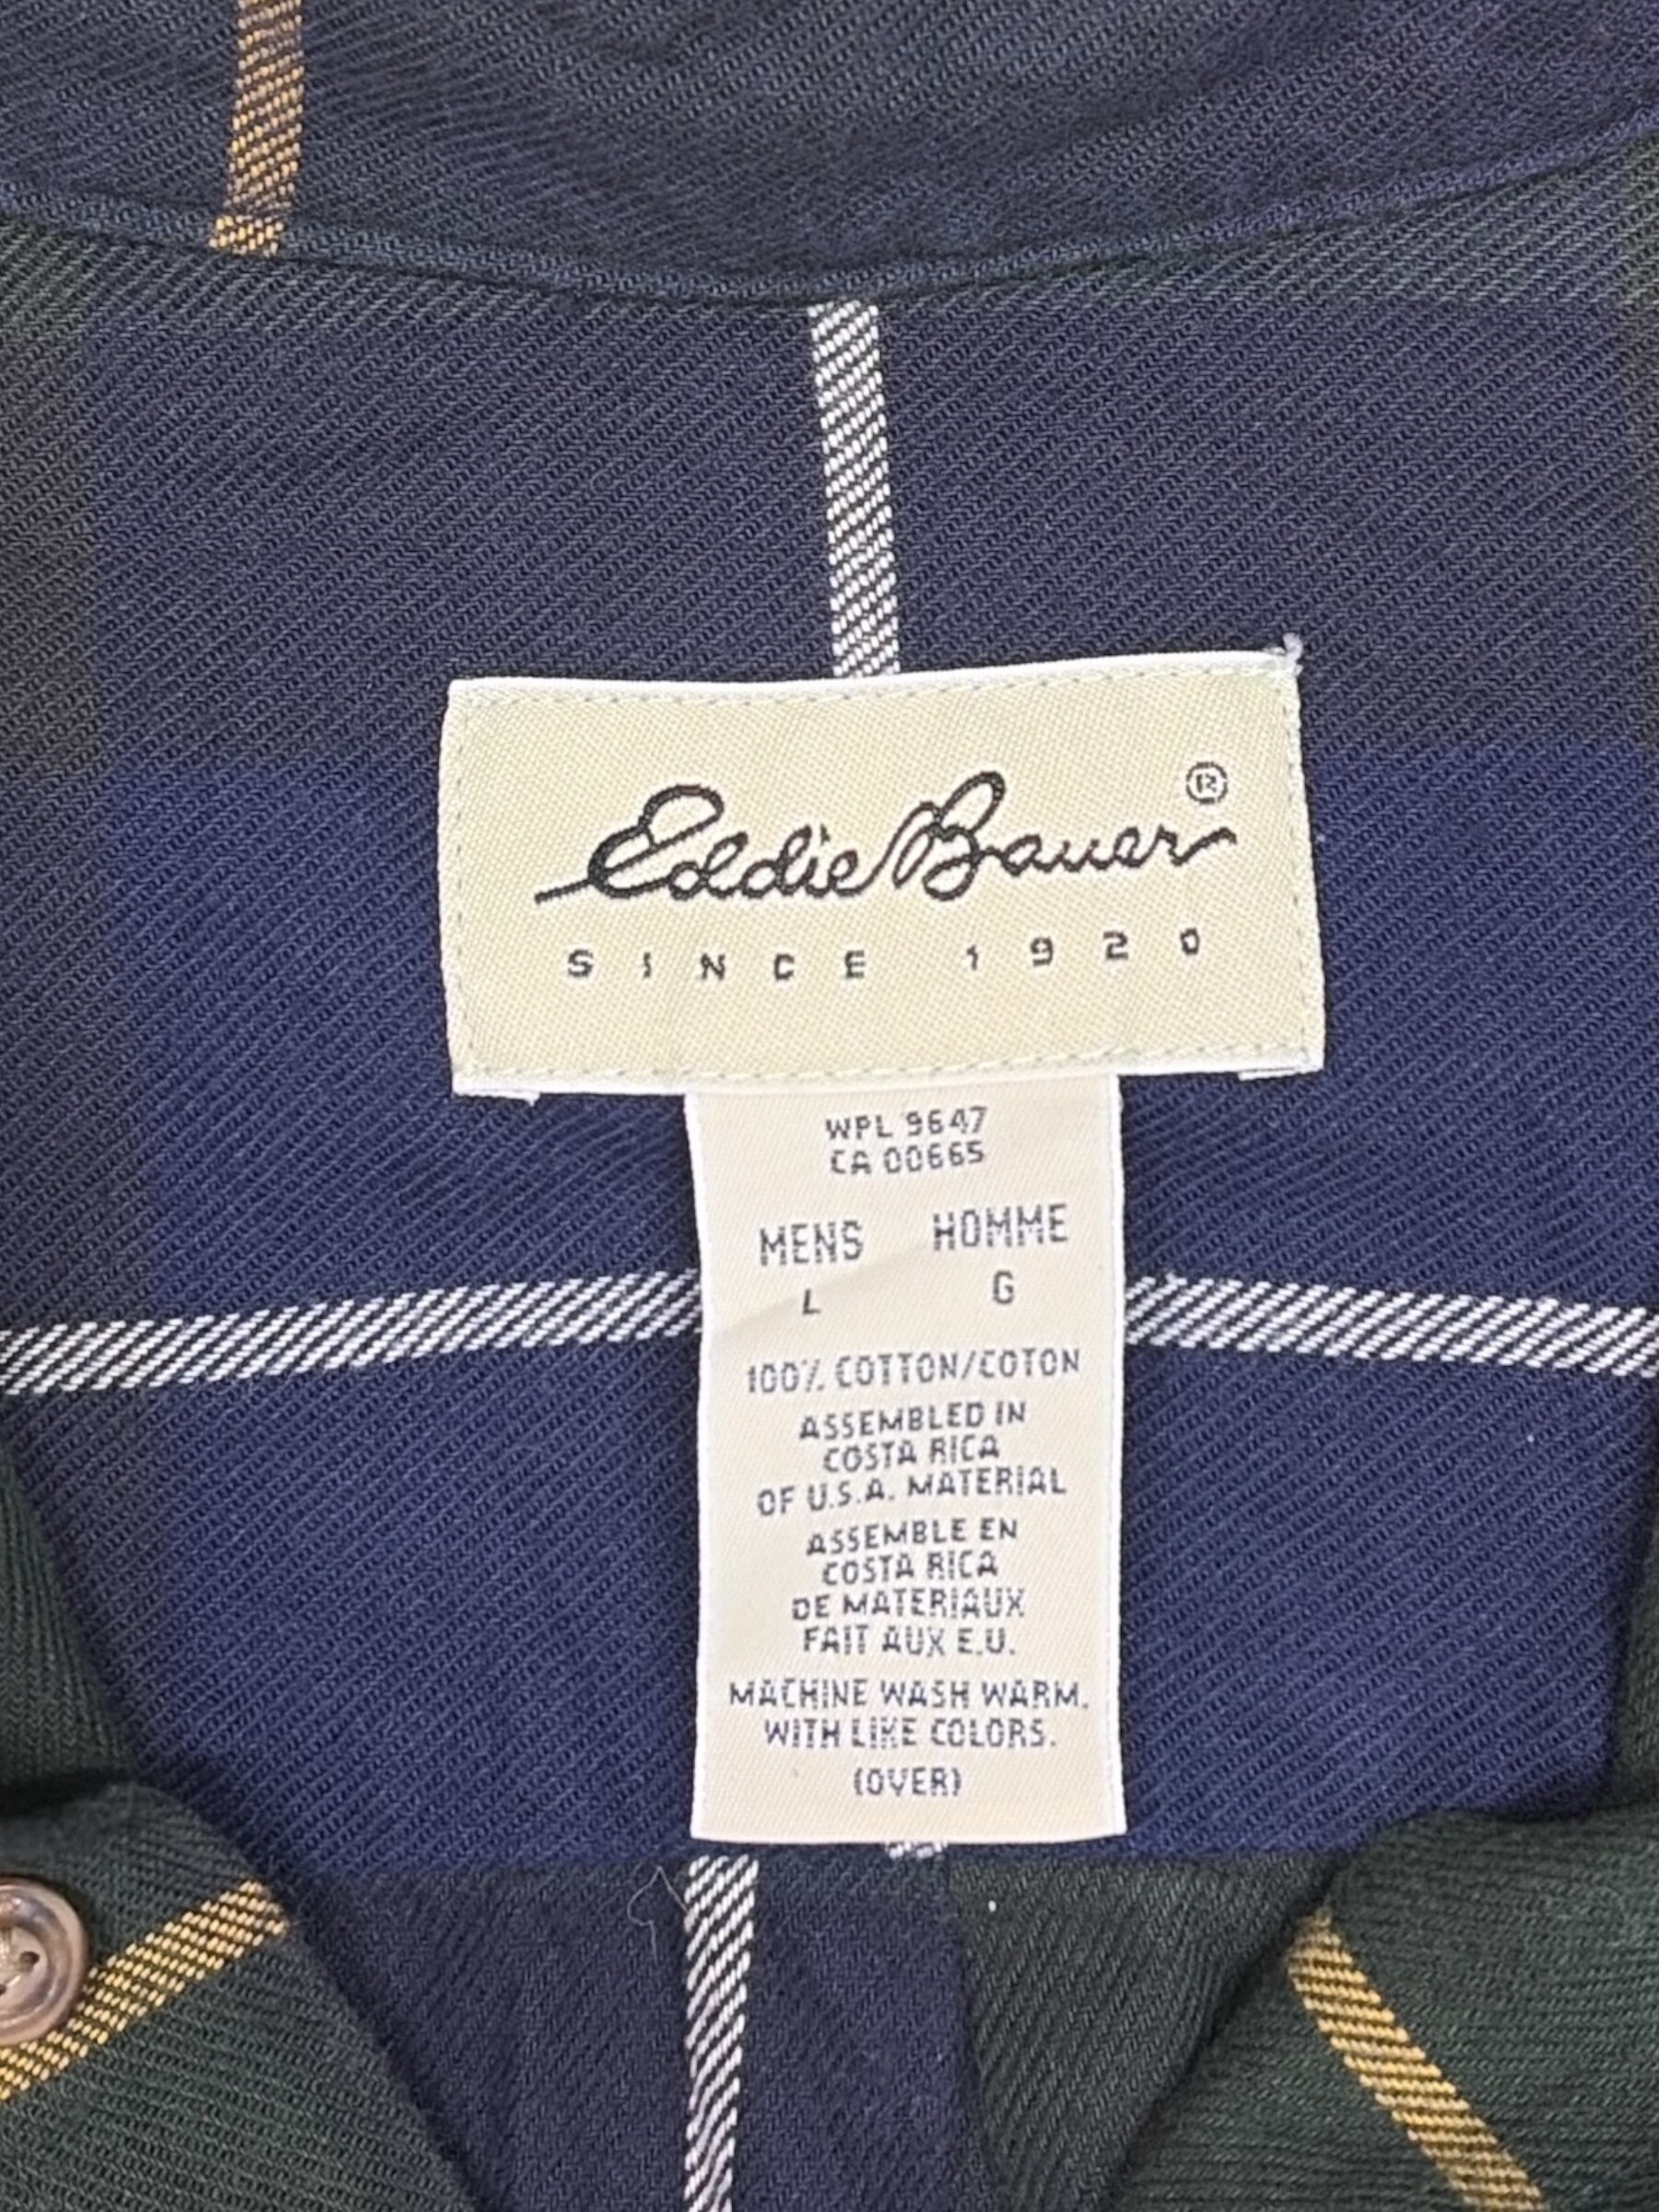 Eddie Bauer®
SINCE 1920
WPL 9647
CA 00665
MENS HOMME
L G
100% COTTON/COTON
ASSEMBLED IN
COSTA RICA
OF U.S.A. MATERIAL
ASSEMBLE EN
COSTA RICA
DE MATERIAUX
FAIT AUX E.U.
MACHINE WASH WARM.
WITH LIKE COLORS.
(OVER)